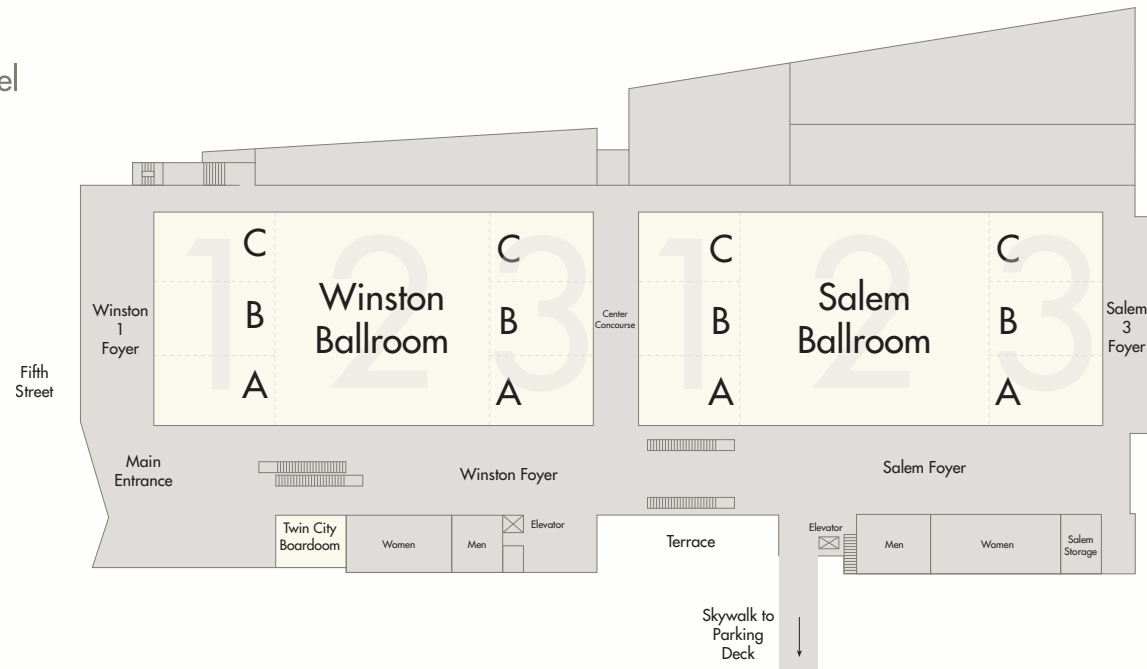 el
Winston
1
Foyer
Fifth
Street
Main
Entrance
1
2
3
C
B
A
Winston
Ballroom
C
B
A
Center
Concourse
1
2
3
C
B
A
Salem
Ballroom
C
B
A
Salem
3
Foyer
Winston Foyer
Salem Foyer
Twin City
Boardoom
Women
Men
Elevator
Terrace
Elevator
Men
Women
Salem
Storage
Skywalk to
Parking
Deck